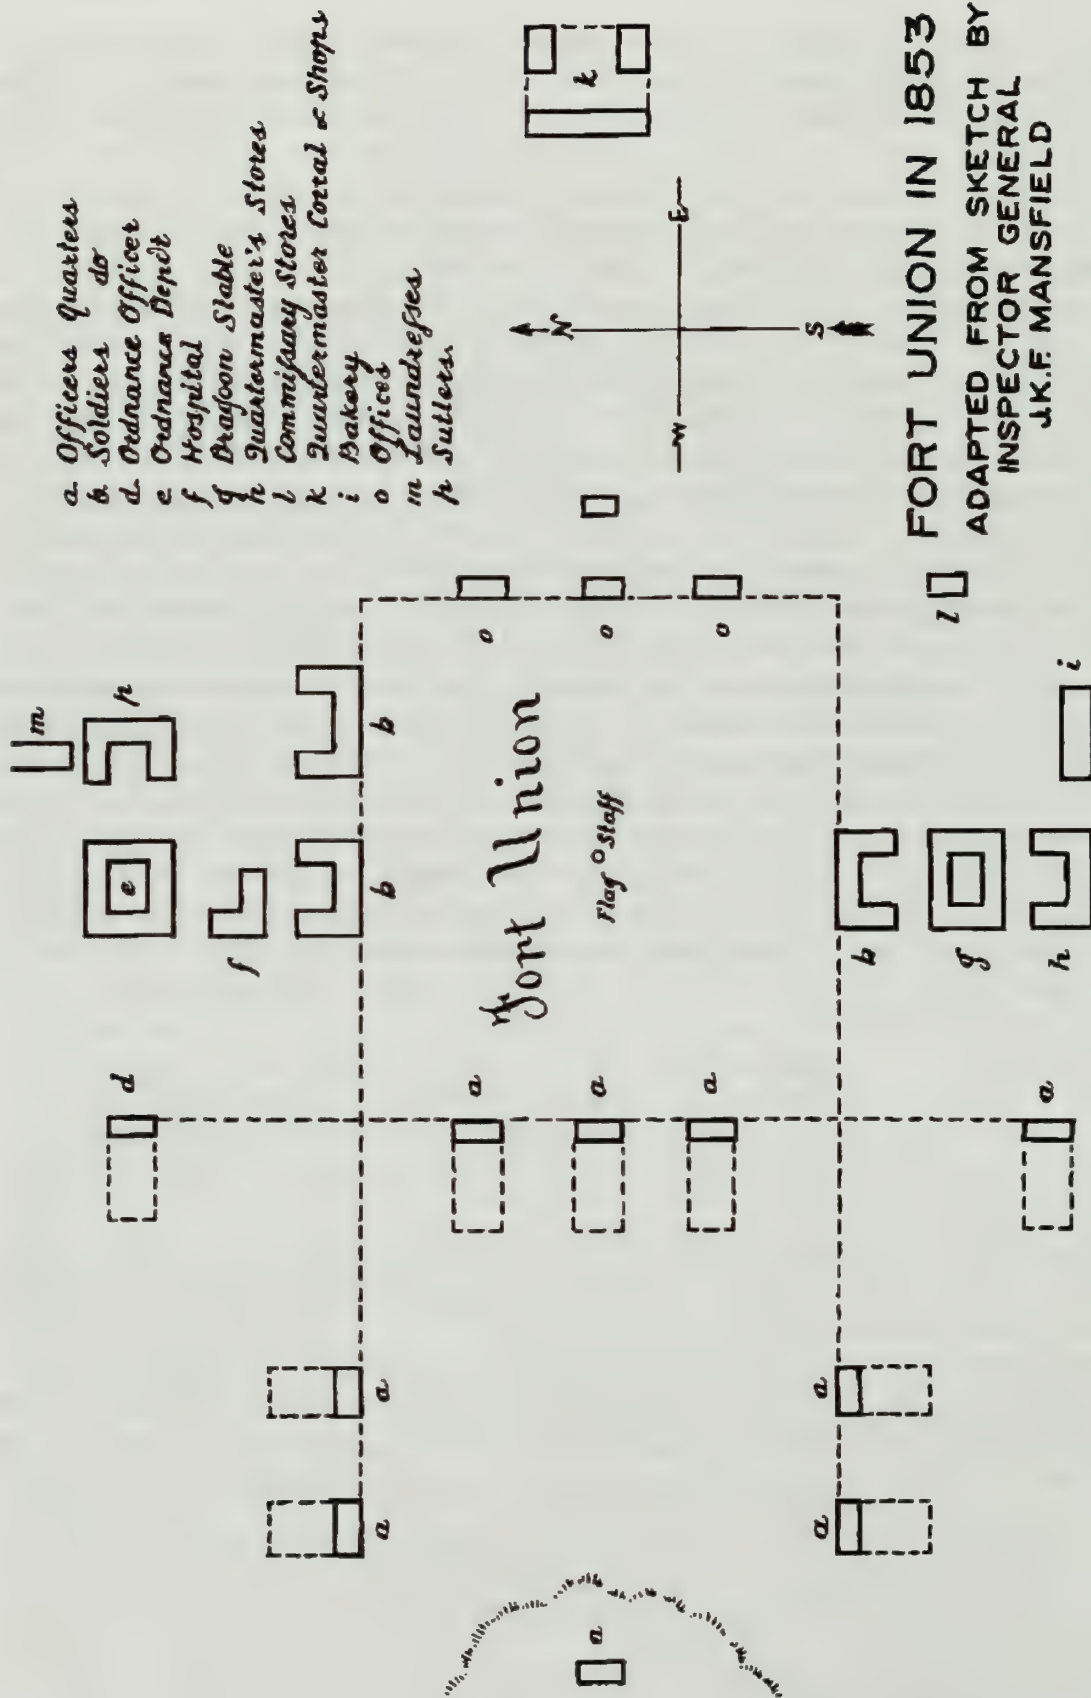 m
a. Officers Quarters
b. Soldiers do
d. Ordnance Officer
e Ordnance Depôt
f Hospital
g Dragoon Stable
h Quartermaster's Stores
l Commiſsary Stores
k Quartermaster Corral & Shops
i Bakery
o Offices
m Laundreſses
p Sutlers.
d
e
p
f
a
a
b
b
a
o
Fort Union
N
k
a
a
Flag Staff
o
W E
a
o
S
a
a
b
l
g
a
h
i
FORT UNION IN 1853
ADAPTED FROM SKETCH BY
INSPECTOR GENERAL
J.K.F. MANSFIELD